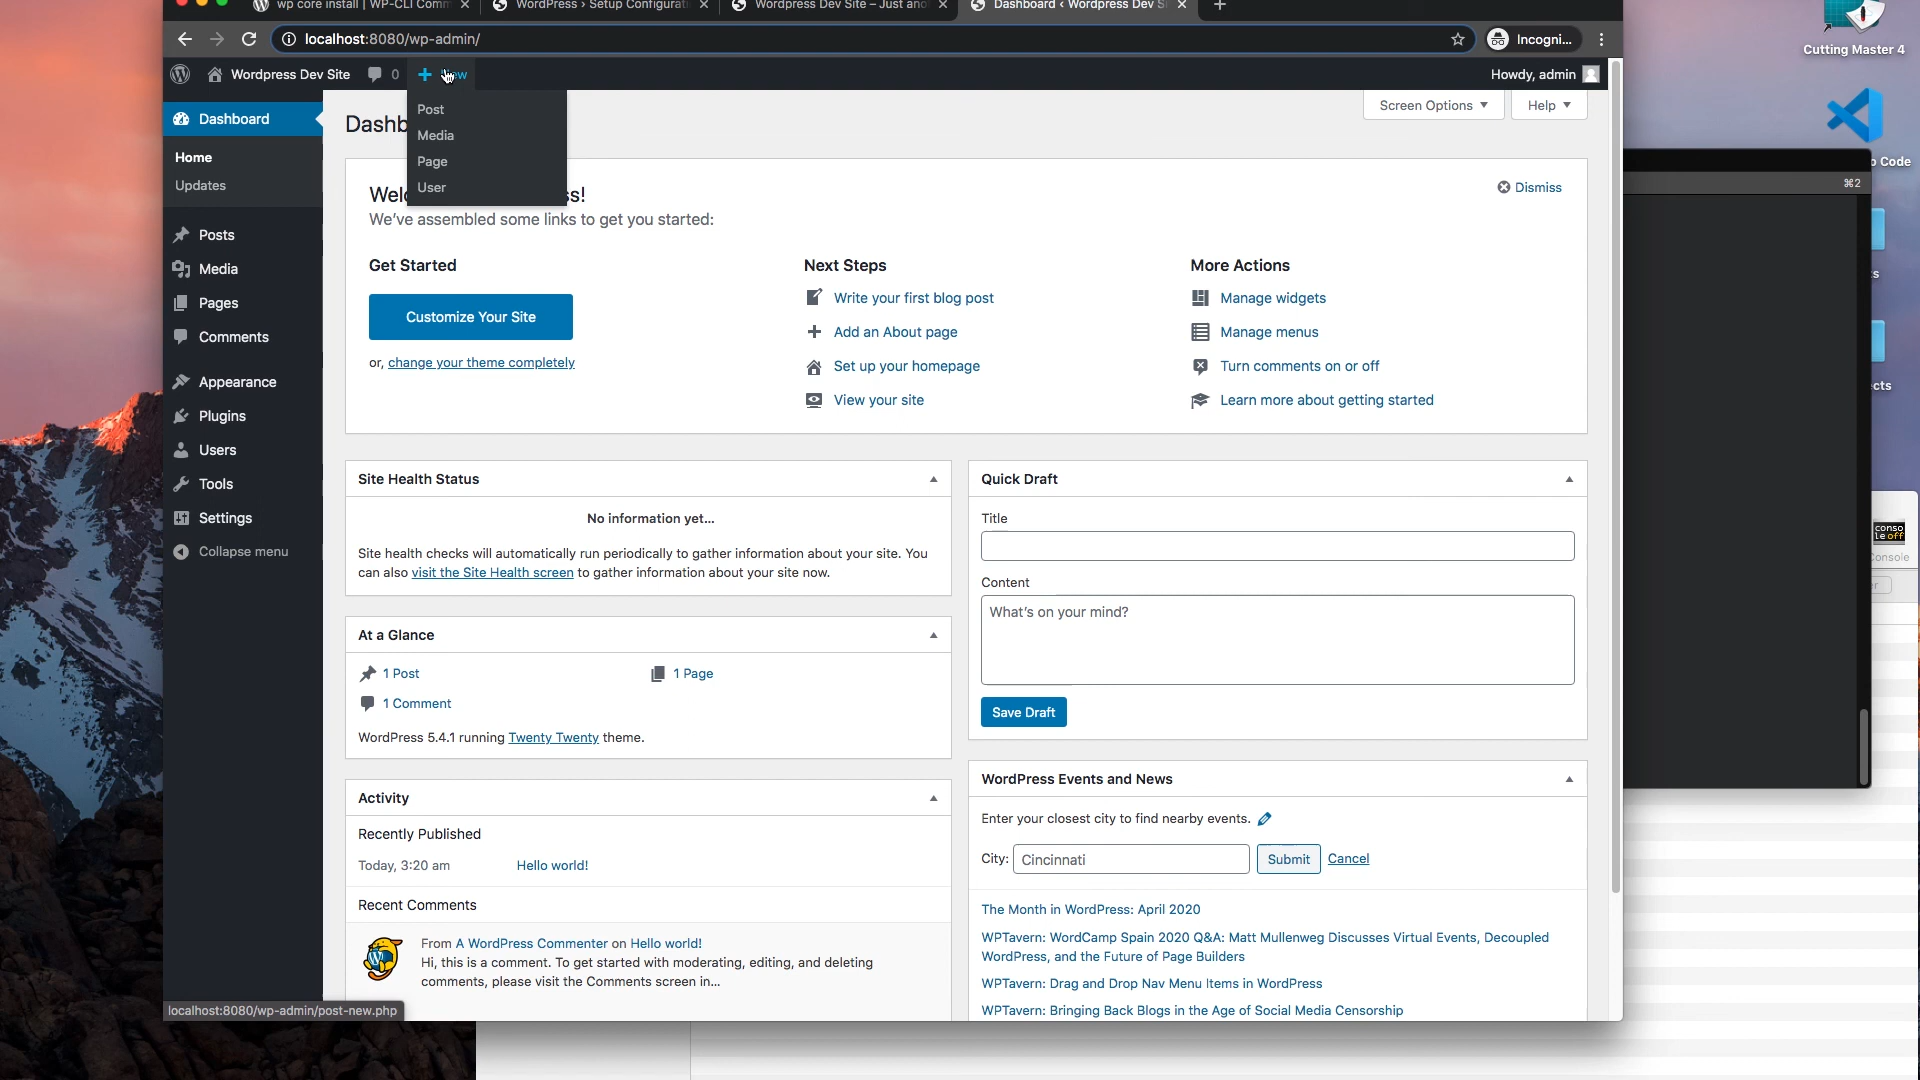 wp core install | WP-CLI Comm
WordPress › Setup Configurati
Wordpress Dev Site – Just ano
Dashboard ‹ Wordpress Dev S
localhost:8080/wp-admin/
Incogni...
Wordpress Dev Site
0
New
Howdy, admin
Post
Media
Page
User
Screen Options
Help
Dashboard
Home
Updates
Posts
Media
Pages
Comments
Appearance
Plugins
Users
Tools
Settings
Collapse menu
Dashb
Welc
ss!
Dismiss
We've assembled some links to get you started:
Get Started
Customize Your Site
or, change your theme completely
Next Steps
Write your first blog post
Add an About page
Set up your homepage
View your site
More Actions
Manage widgets
Manage menus
Turn comments on or off
Learn more about getting started
Site Health Status
No information yet...
Site health checks will automatically run periodically to gather information about your site. You
can also visit the Site Health screen to gather information about your site now.
At a Glance
1 Post
1 Page
1 Comment
WordPress 5.4.1 running Twenty Twenty theme.
Activity
Recently Published
Today, 3:20 am
Hello world!
Recent Comments
From A WordPress Commenter on Hello world!
Hi, this is a comment. To get started with moderating, editing, and deleting
comments, please visit the Comments screen in...
Quick Draft
Title
Content
What's on your mind?
Save Draft
WordPress Events and News
Enter your closest city to find nearby events.
City: Cincinnati
Submit
Cancel
The Month in WordPress: April 2020
WPTavern: WordCamp Spain 2020 Q&A: Matt Mullenweg Discusses Virtual Events, Decoupled
WordPress, and the Future of Page Builders
WPTavern: Drag and Drop Nav Menu Items in WordPress
WPTavern: Bringing Back Blogs in the Age of Social Media Censorship
localhost:8080/wp-admin/post-new.php
Cutting Master 4
Code
⌘2
cts
conso
le off
onsole